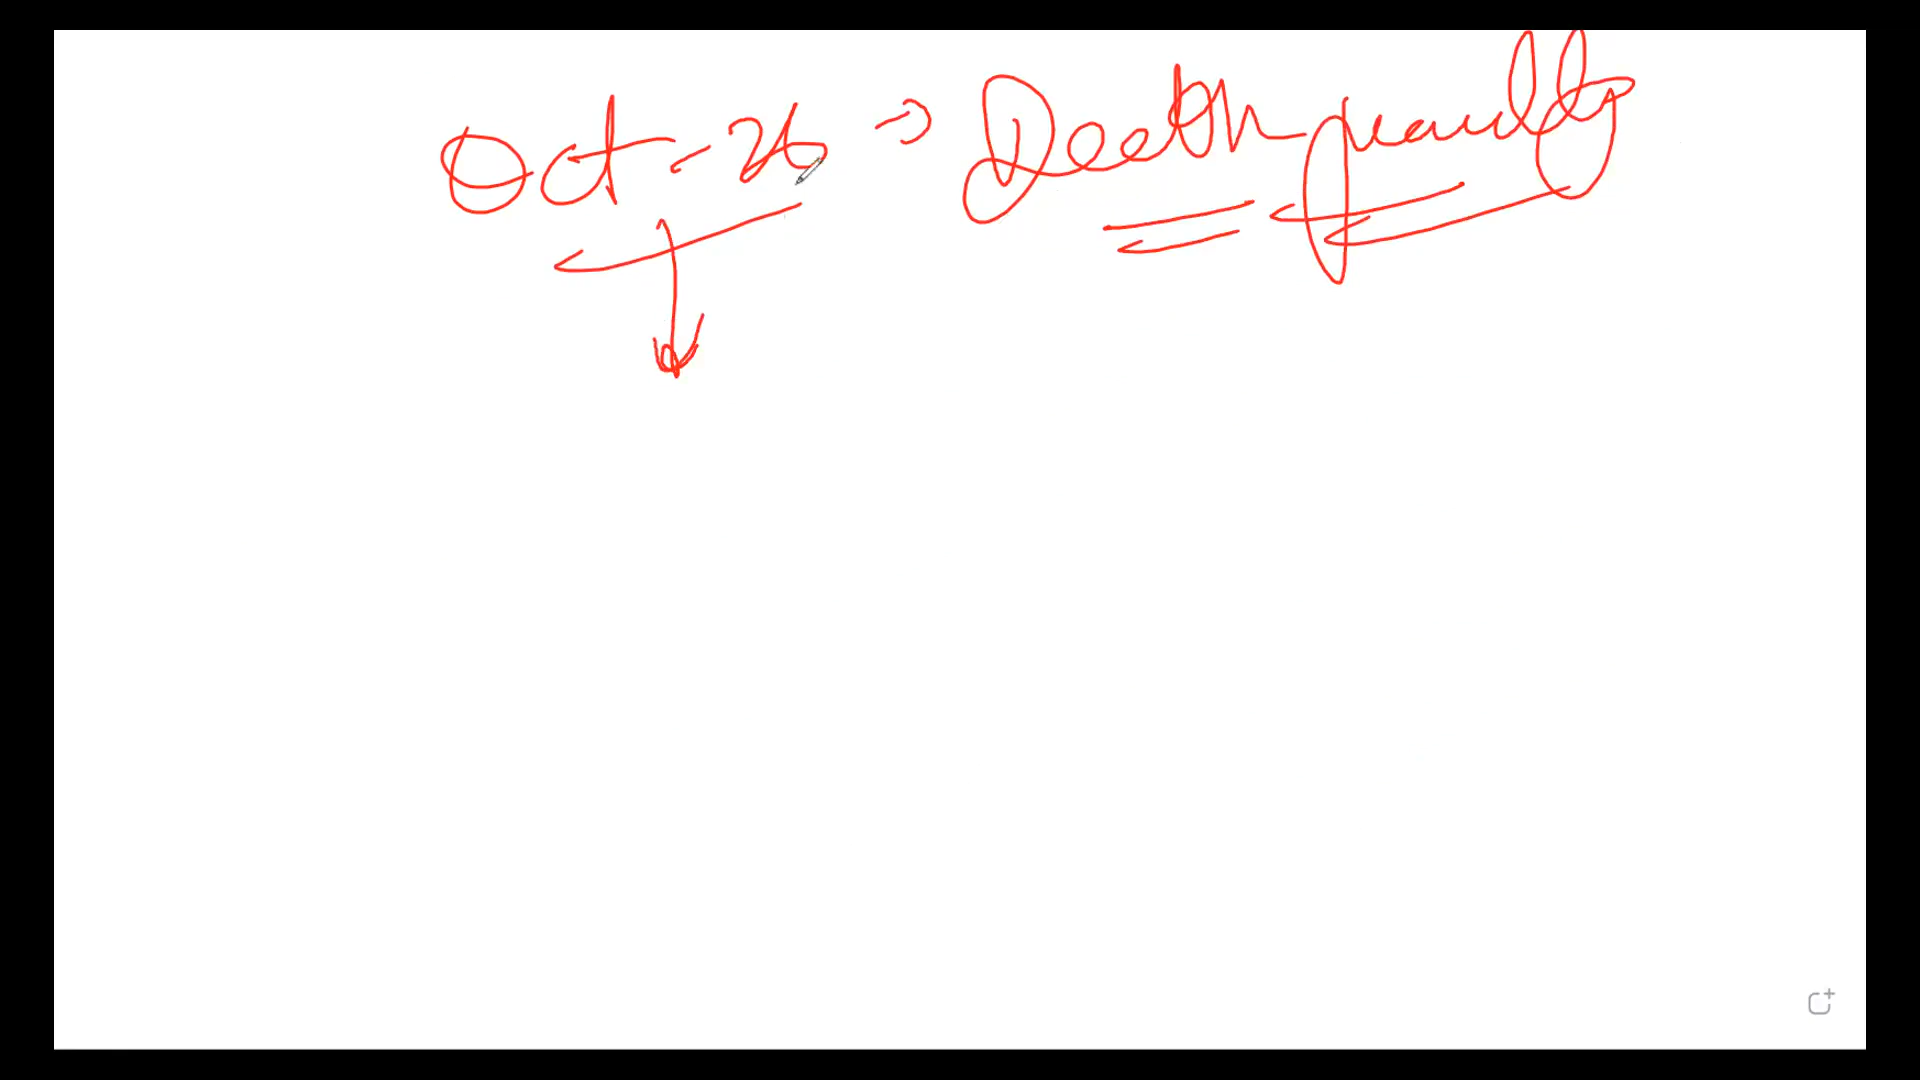 Oct - 26 → Death penalty